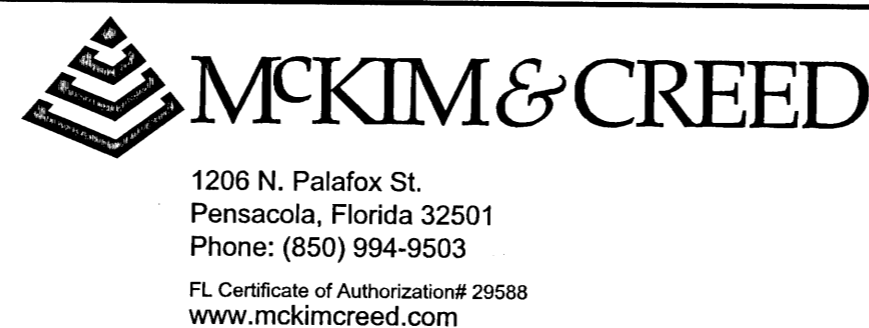 McKIM & CREED
1206 N. Palafox St.
Pensacola, Florida 32501
Phone: (850) 994-9503
FL Certificate of Authorization# 29588
www.mckimcreed.com